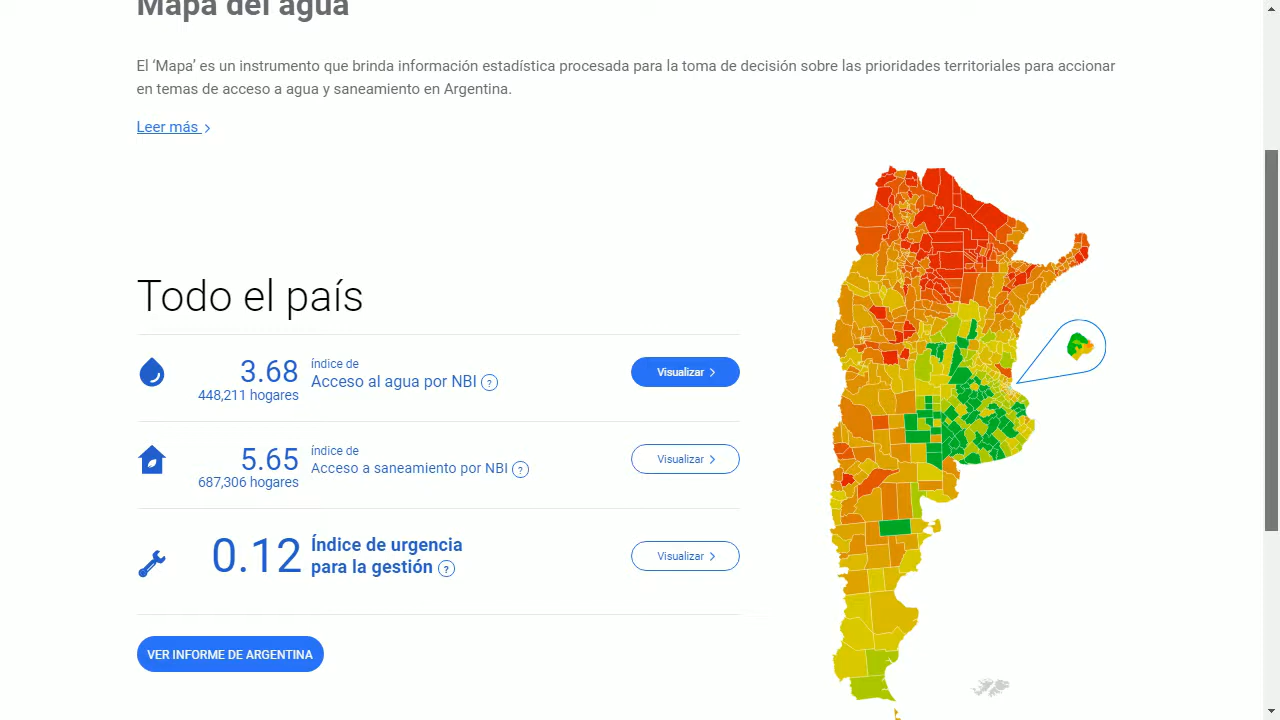 Mapa del agua
El ‘Mapa’ es un instrumento que brinda información estadística procesada para la toma de decisión sobre las prioridades territoriales para accionar
en temas de acceso a agua y saneamiento en Argentina.
Leer más
Todo el país
3.68
448,211 hogares
índice de
Acceso al agua por NBI ?
Visualizar
5.65
687,306 hogares
índice de
Acceso a saneamiento por NBI ?
Visualizar
0.12
Índice de urgencia
para la gestión ?
Visualizar
VER INFORME DE ARGENTINA